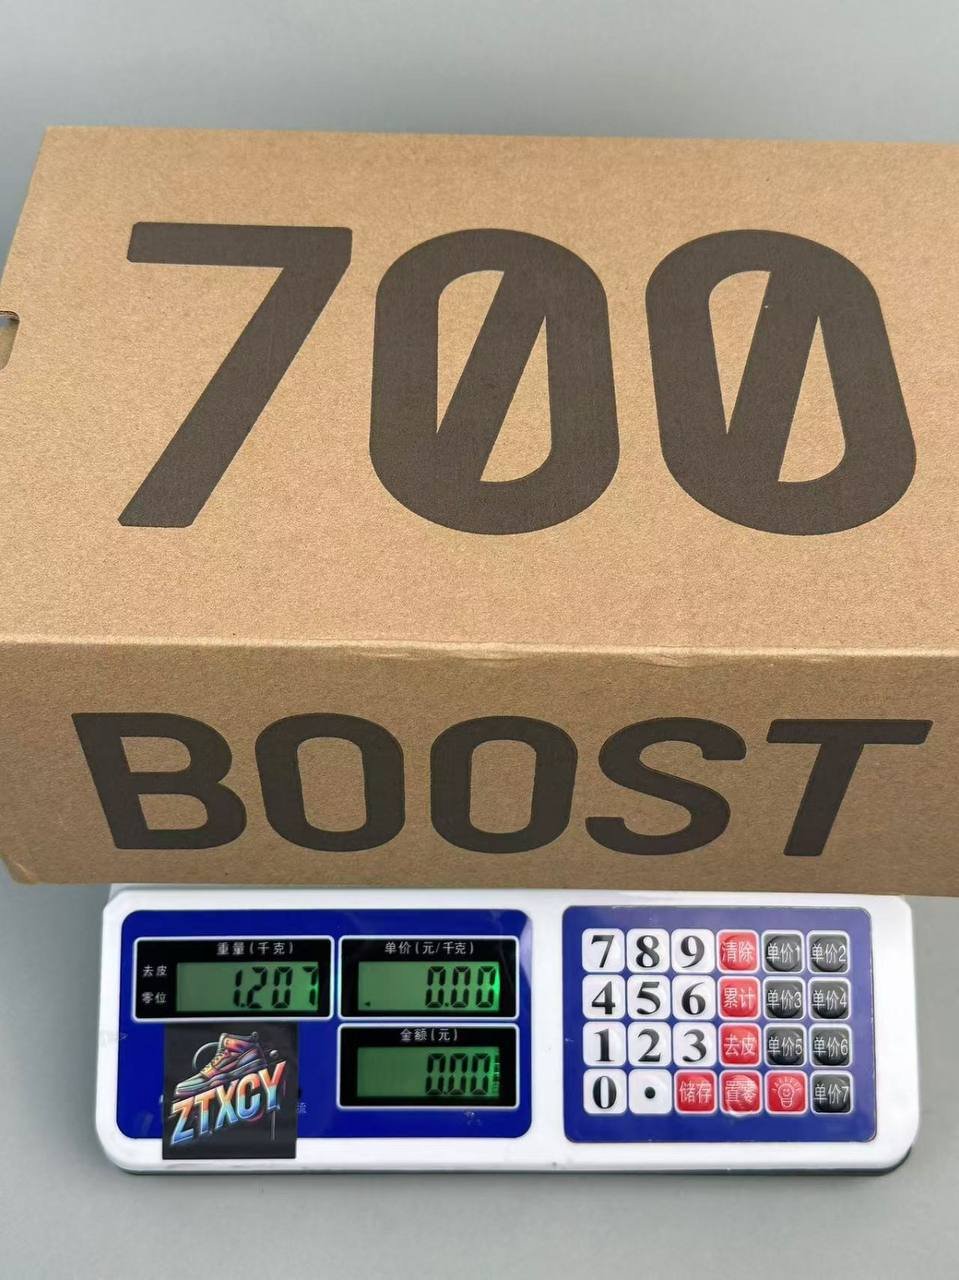 700
BOOST
重量(千克)
去皮
零位
1.207
单价(元/千克)
0.00
金额(元)
0.00
ZTXCY
流
7 8 9 清除 单价1 单价2
4 5 6 累计 单价3 单价4
1 2 3 去皮 单价5 单价6
0 . 储存 置零 单价7